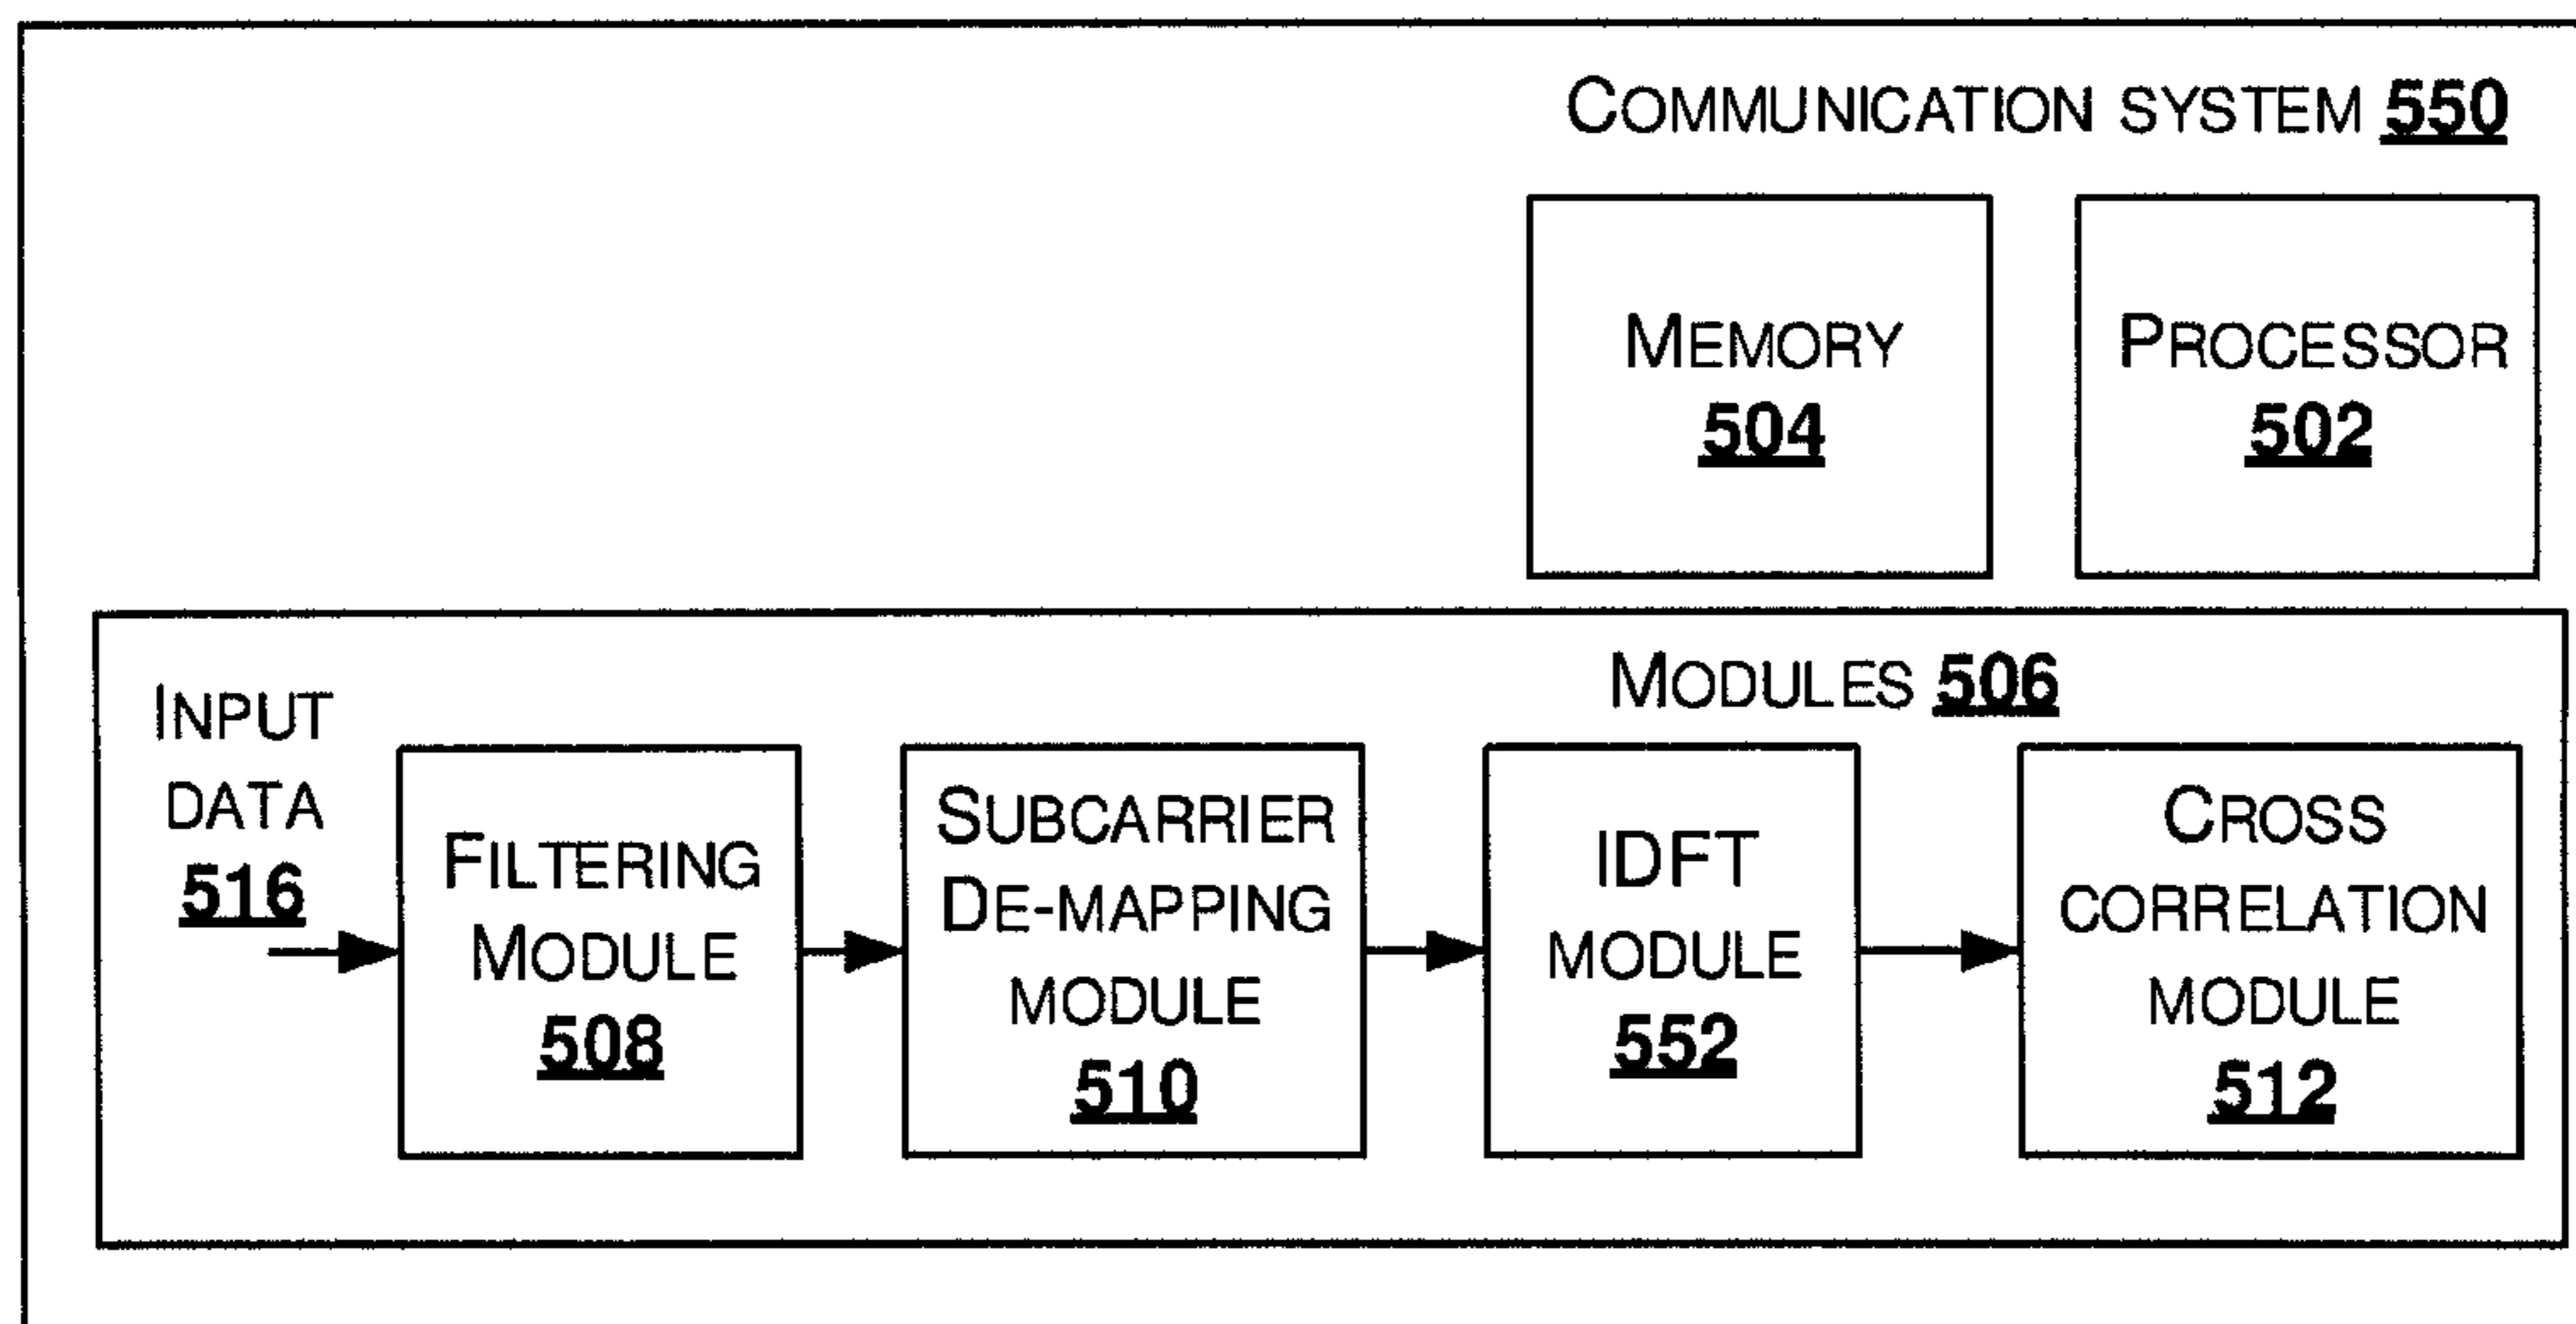 COMMUNICATION SYSTEM 550
MEMORY
504
PROCESSOR
502
MODULES 506
INPUT
DATA
516
FILTERING
MODULE
508
SUBCARRIER
DE-MAPPING
MODULE
510
IDFT
MODULE
552
CROSS
CORRELATION
MODULE
512